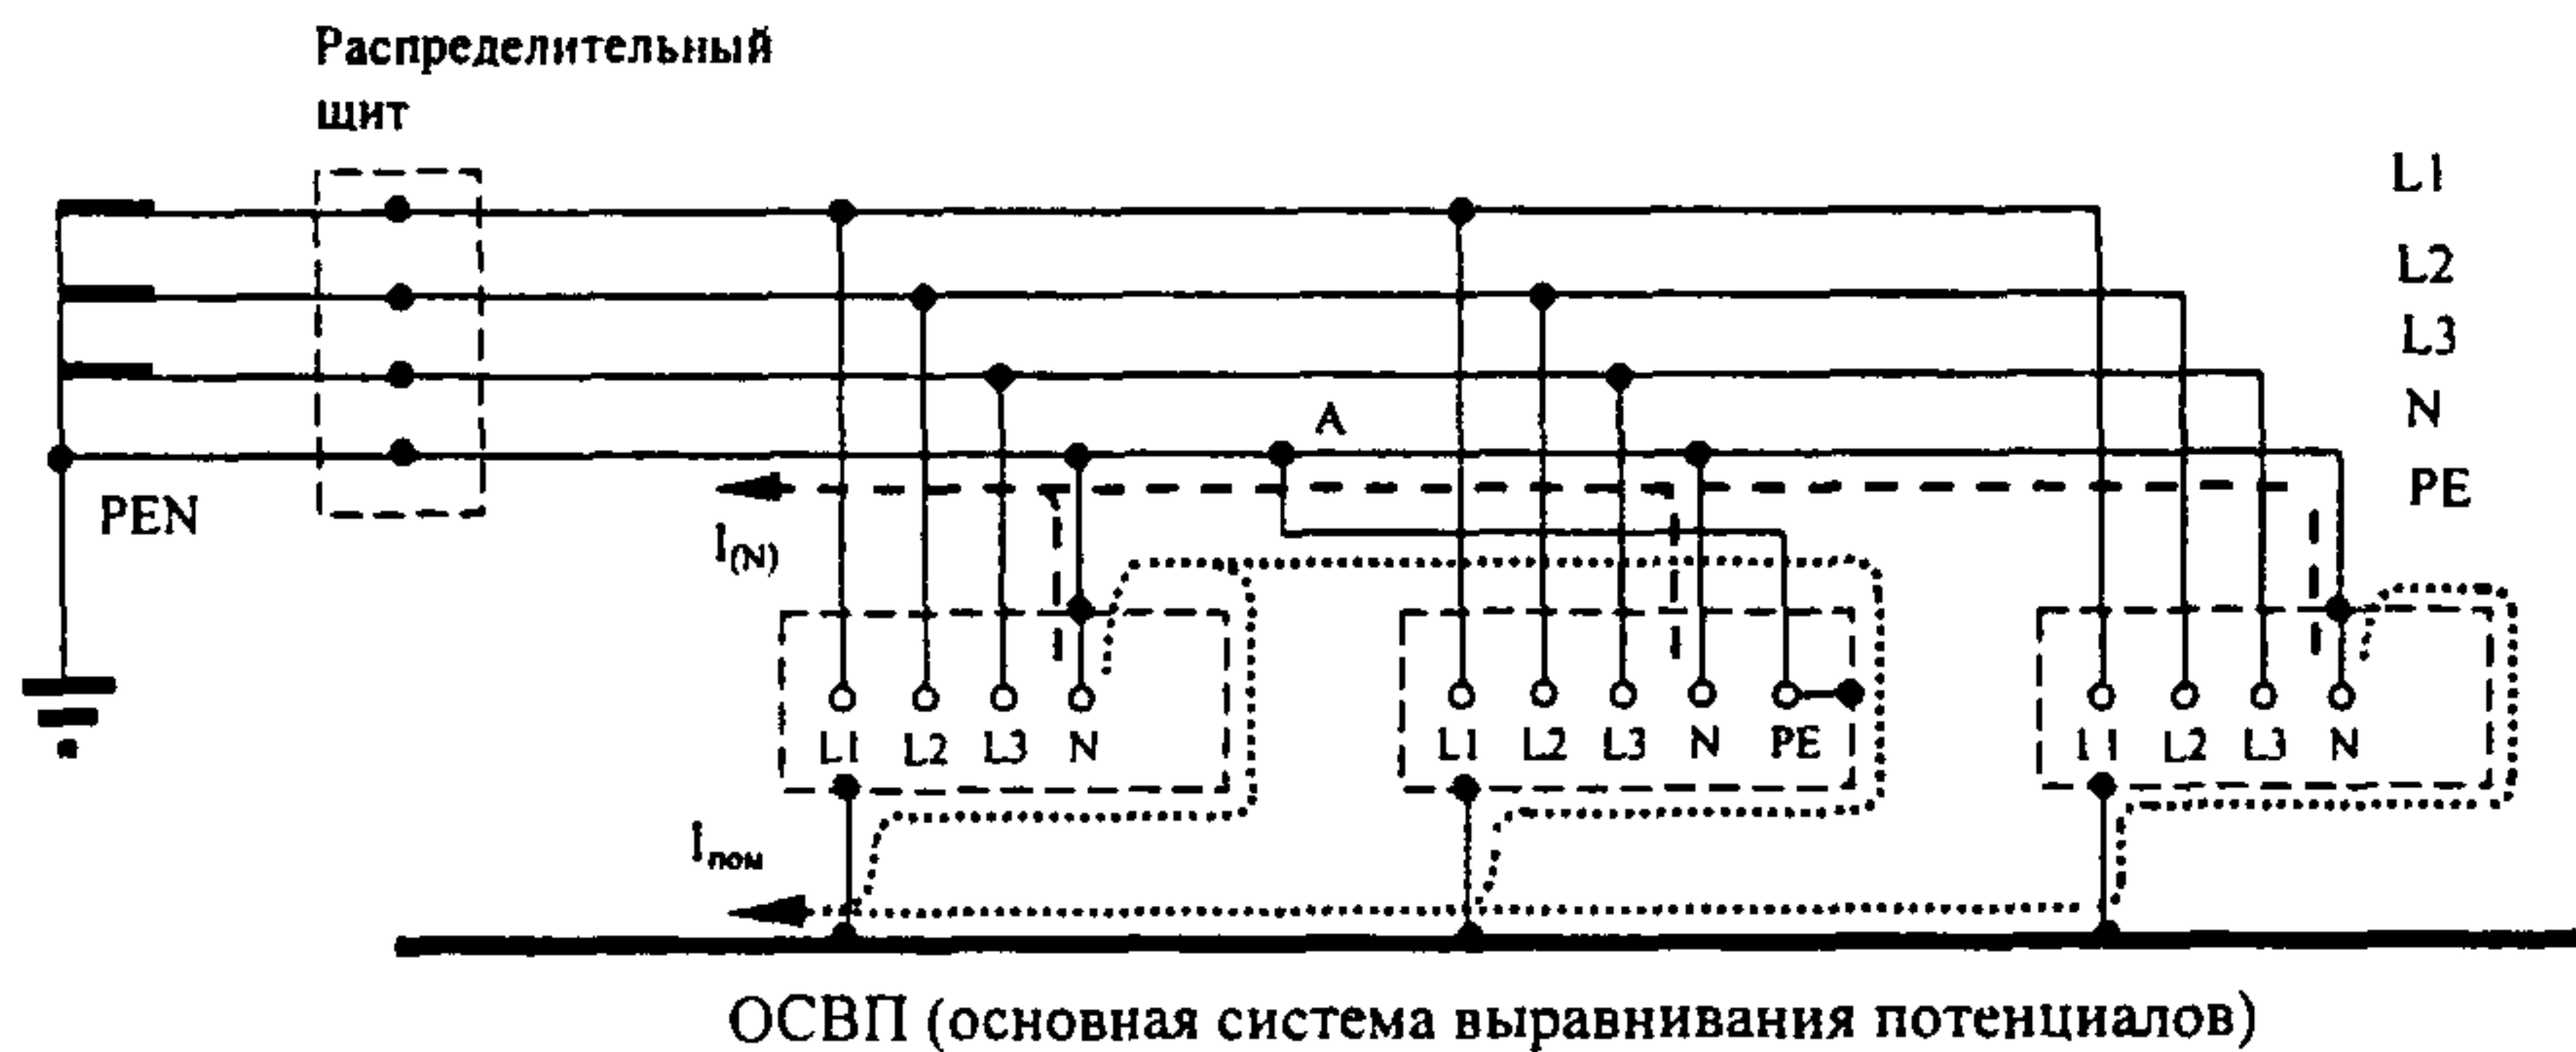 Распределительный
щит
L1
L2
L3
A
N
PEN
PE
I(N)
L1 L2 L3 N
L1 L2 L3 N PE
L1 L2 L3 N
Iпом
ОСВП (основная система выравнивания потенциалов)